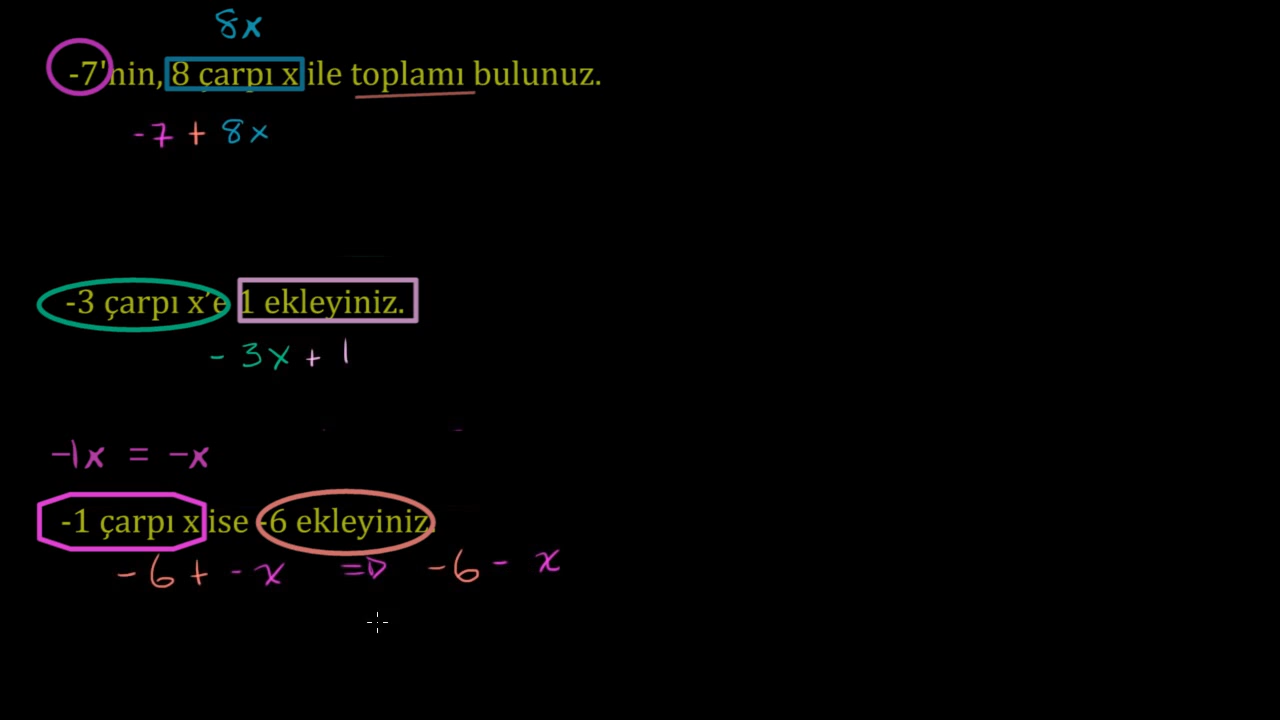 8x
-7'nin, 8 çarpı x ile toplamı bulunuz.
-7 + 8x
-3 çarpı x'e 1 ekleyiniz.
- 3x + 1
-1x = -x
-1 çarpı x ise -6 ekleyiniz.
-6 + -x => -6 - x